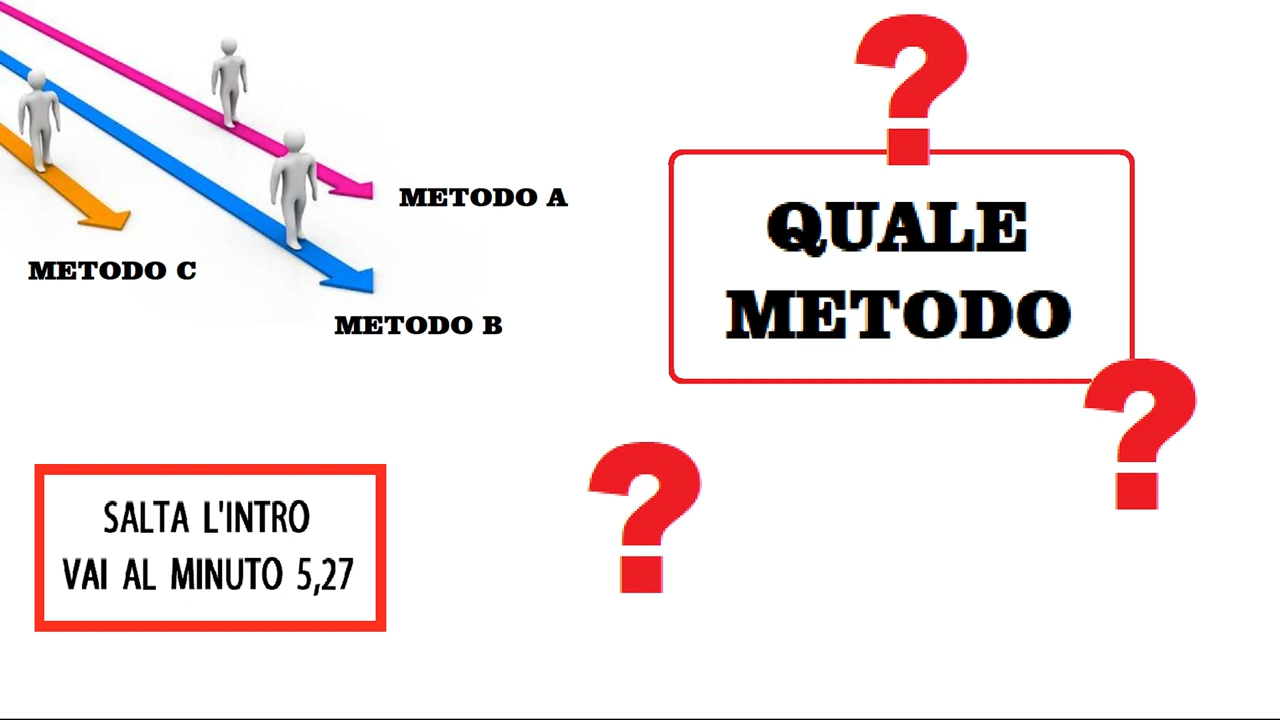 METODO A
METODO C
METODO B
?
QUALE
METODO
?
?
SALTA L'INTRO
VAI AL MINUTO 5,27